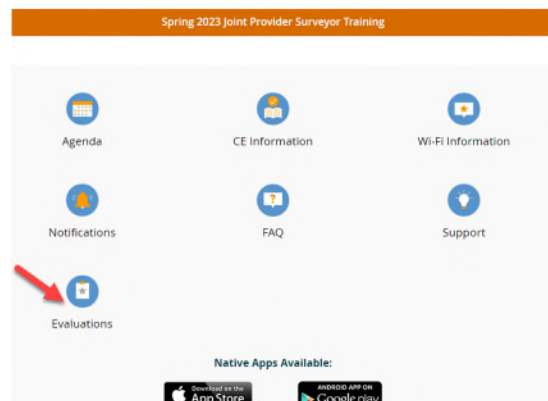 Spring 2023 Joint Provider Surveyor Training
Agenda
CE Information
Wi-Fi Information
Notifications
FAQ
Support
Evaluations
Native Apps Available:
Download on the
App Store
ANDROID APP ON
Google play